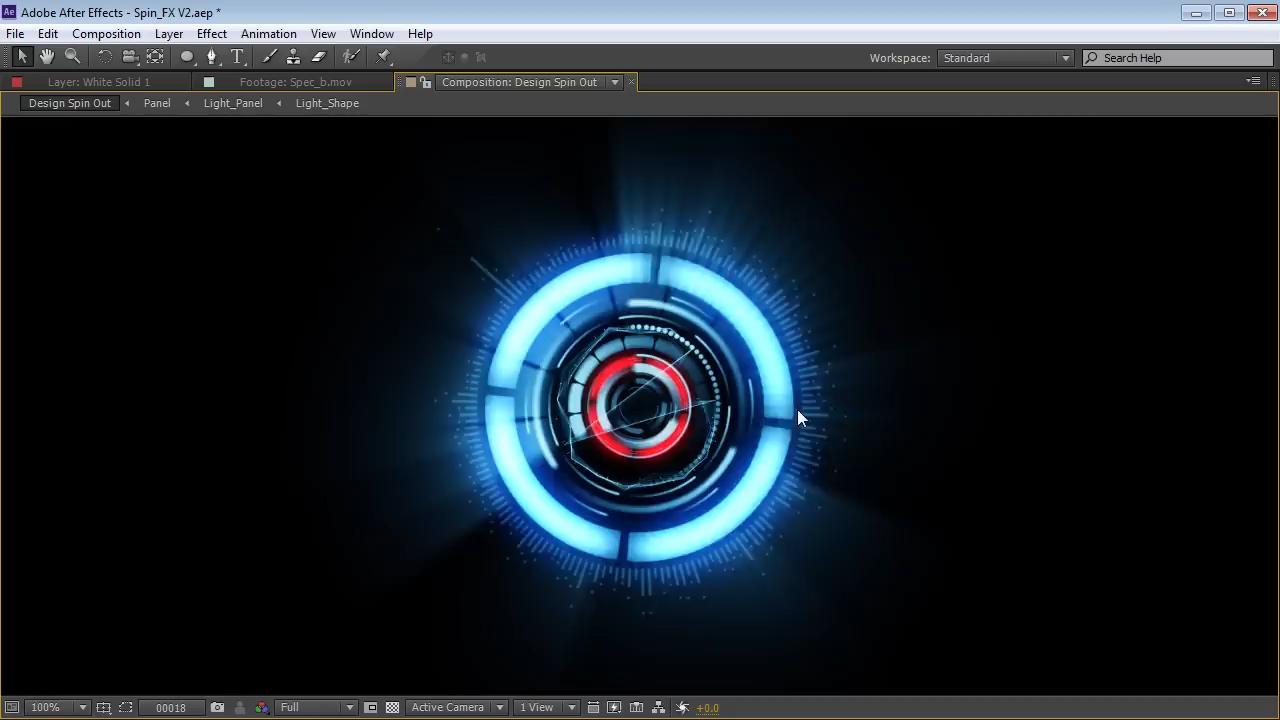 Ae Adobe After Effects - Spin_FX V2.aep *
File Edit Composition Layer Effect Animation View Window Help
T Workspace: Standard Search Help
Layer: White Solid 1 Footage: Spec_b.mov Composition: Design Spin Out
Design Spin Out Panel Light_Panel Light_Shape
100% 00018 Full Active Camera 1 View +0.0